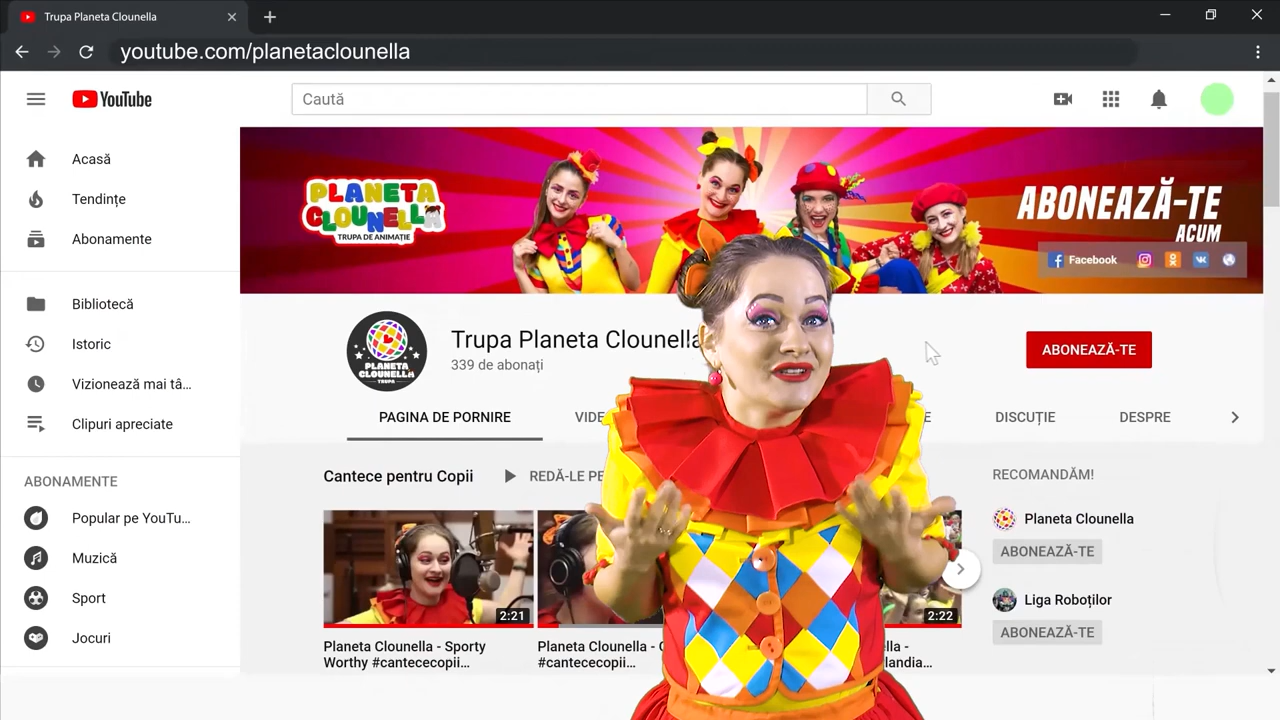 Trupa Planeta Clounella
youtube.com/planetaclounella
YouTube
Caută
Acasă
Tendințe
Abonamente
Bibliotecă
Istoric
Vizionează mai tâ...
Clipuri apreciate
ABONAMENTE
Popular pe YouTu...
Muzică
Sport
Jocuri
PLANETA
CLOUNELLA
TRUPA DE ANIMAȚIE
ABONEAZĂ-TE
ACUM
Facebook
PLANETA
CLOUNELLA
TRUPA
Trupa Planeta Clounella
339 de abonați
ABONEAZĂ-TE
PAGINA DE PORNIRE
DISCUȚIE
DESPRE
Cantece pentru Copii
REDĂ-LE
2:21
2:22
Planeta Clounella - Sporty
Worthy #cantececopii...
Planeta Clounella -
#cantececopii...
RECOMANDĂM!
Planeta Clounella
ABONEAZĂ-TE
Liga Roboților
ABONEAZĂ-TE